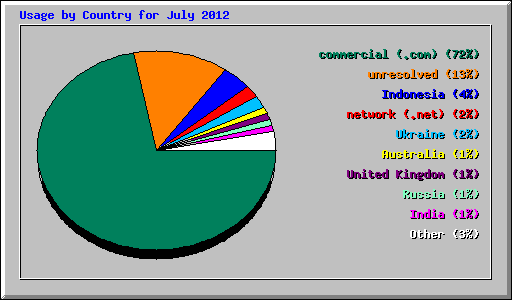 Usage by Country for July 2012
commercial (.com) (72%)
unresolved (13%)
Indonesia (4%)
network (.net) (2%)
Ukraine (2%)
Australia (1%)
United Kingdom (1%)
Russia (1%)
India (1%)
Other (3%)